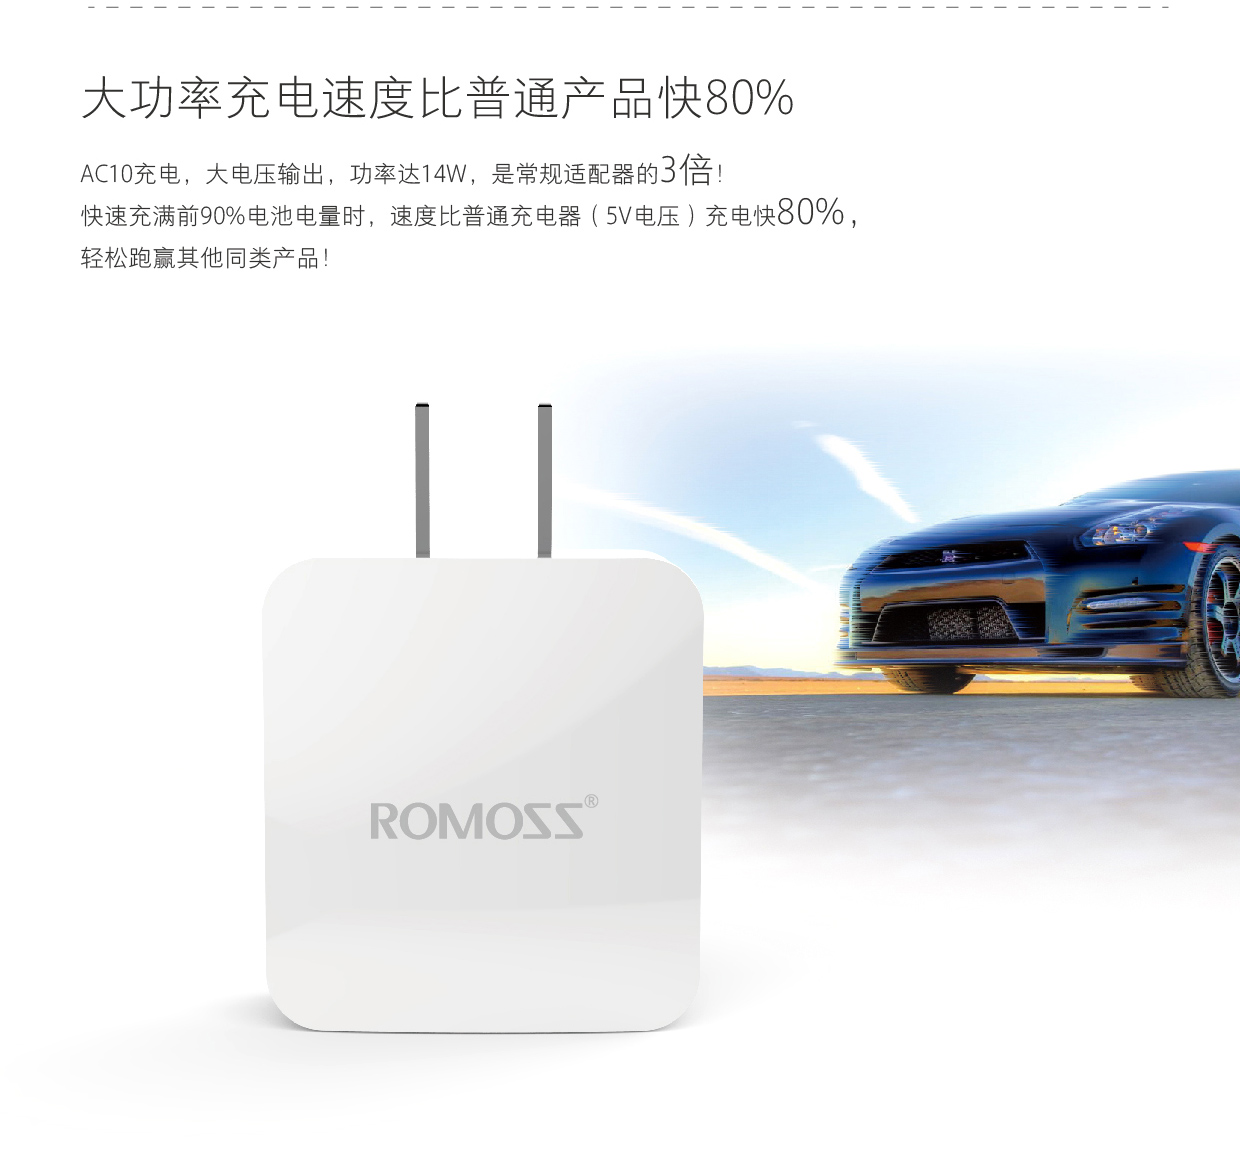 大功率充电速度比普通产品快80%
AC10充电，大电压输出，功率达14W，是常规适配器的3倍！
快速充满前90%电池电量时，速度比普通充电器（5V电压）充电快80%，
轻松跑赢其他同类产品！
ROMOSS®